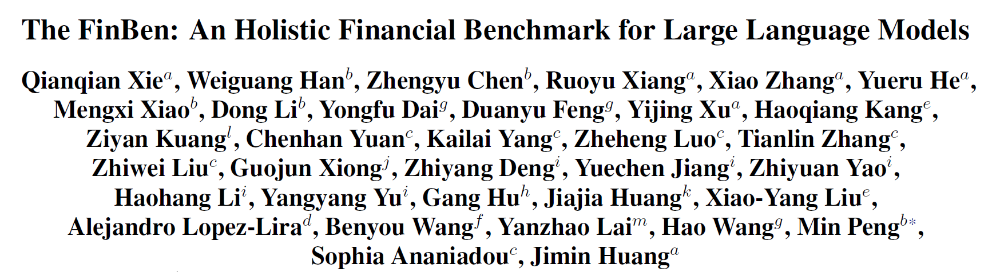 The FinBen: An Holistic Financial Benchmark for Large Language Models
Qianqian Xie^a, Weiguang Han^b, Zhengyu Chen^b, Ruoyu Xiang^a, Xiao Zhang^a, Yueru He^a,
Mengxi Xiao^b, Dong Li^b, Yongfu Dai^g, Duanyu Feng^g, Yijing Xu^a, Haoqiang Kang^e,
Ziyan Kuang^l, Chenhan Yuan^c, Kailai Yang^c, Zheheng Luo^c, Tianlin Zhang^c,
Zhiwei Liu^c, Guojun Xiong^j, Zhiyang Deng^i, Yuechen Jiang^i, Zhiyuan Yao^i,
Haohang Li^i, Yangyang Yu^i, Gang Hu^h, Jiajia Huang^k, Xiao-Yang Liu^e,
Alejandro Lopez-Lira^d, Benyou Wang^f, Yanzhao Lai^m, Hao Wang^g, Min Peng^b*,
Sophia Ananiadou^c, Jimin Huang^a